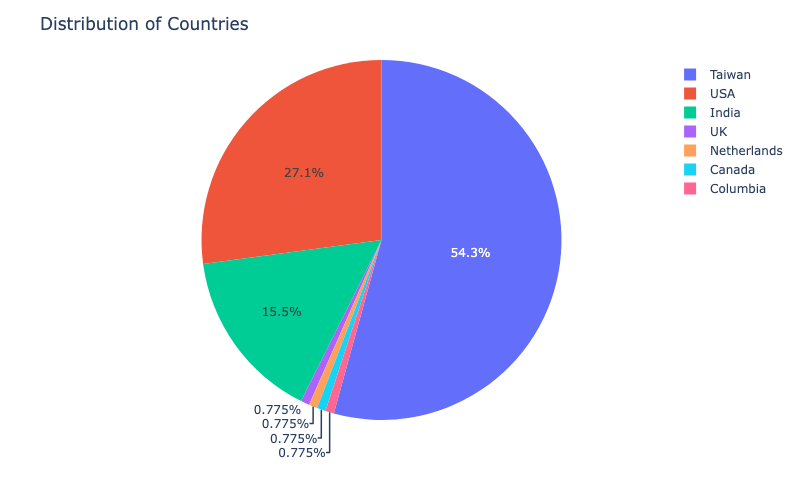 Distribution of Countries
Taiwan
USA
India
UK
Netherlands
Canada
Columbia
27.1%
54.3%
15.5%
0.775%
0.775%
0.775%
0.775%